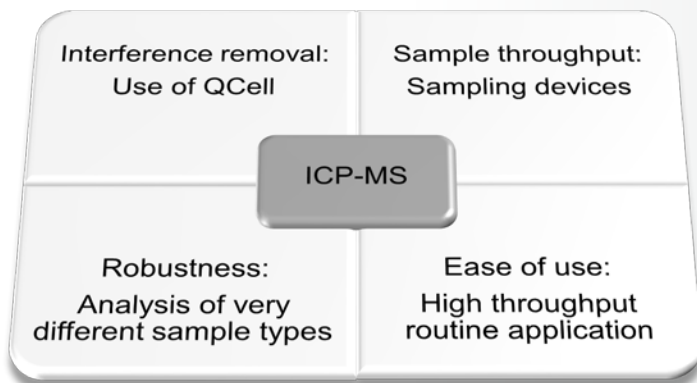 Interference removal:
Use of QCell
Sample throughput:
Sampling devices
ICP-MS
Robustness:
Analysis of very
different sample types
Ease of use:
High throughput
routine application